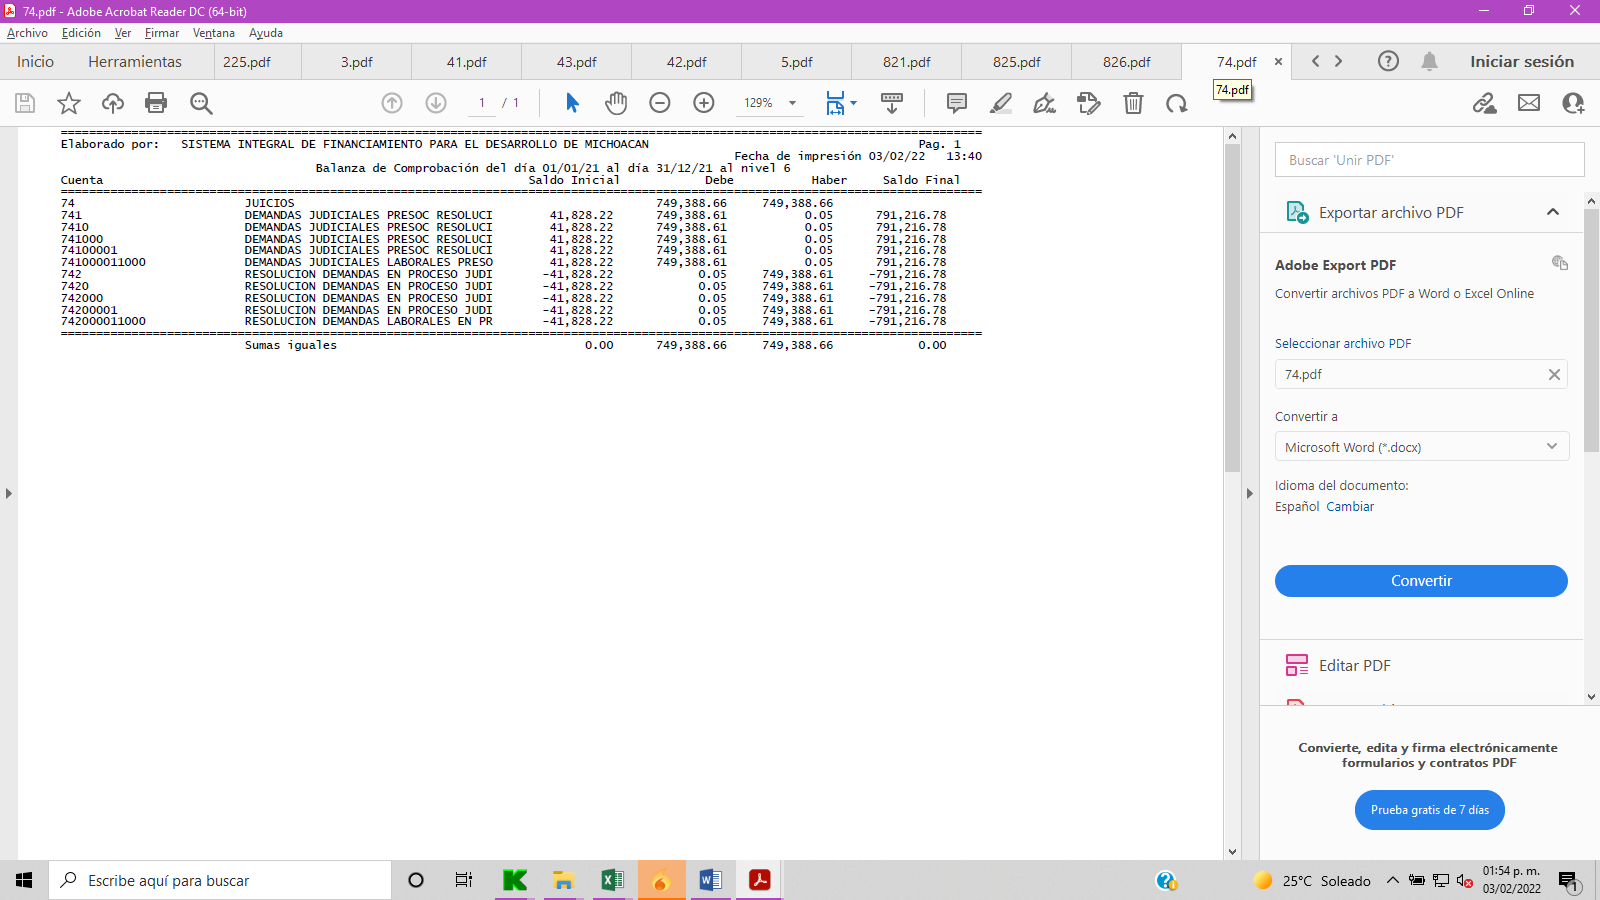 74.pdf - Adobe Acrobat Reader DC (64-bit)
Archivo Edición Ver Firmar Ventana Ayuda
Inicio Herramientas 225.pdf 3.pdf 41.pdf 43.pdf 42.pdf 5.pdf 821.pdf 825.pdf 826.pdf 74.pdf Iniciar sesión
74.pdf
1 / 1 129%
Elaborado por: SISTEMA INTEGRAL DE FINANCIAMIENTO PARA EL DESARROLLO DE MICHOACAN Pag. 1
Fecha de impresión 03/02/22 13:40
Balanza de Comprobación del día 01/01/21 al día 31/12/21 al nivel 6
Cuenta Saldo Inicial Debe Haber Saldo Final
74 JUICIOS 749,388.66 749,388.66
741 DEMANDAS JUDICIALES PRESOC RESOLUCI 41,828.22 749,388.61 0.05 791,216.78
7410 DEMANDAS JUDICIALES PRESOC RESOLUCI 41,828.22 749,388.61 0.05 791,216.78
741000 DEMANDAS JUDICIALES PRESOC RESOLUCI 41,828.22 749,388.61 0.05 791,216.78
74100001 DEMANDAS JUDICIALES PRESOC RESOLUCI 41,828.22 749,388.61 0.05 791,216.78
741000011000 DEMANDAS JUDICIALES LABORALES PRESO 41,828.22 749,388.61 0.05 791,216.78
742 RESOLUCION DEMANDAS EN PROCESO JUDI -41,828.22 0.05 749,388.61 -791,216.78
7420 RESOLUCION DEMANDAS EN PROCESO JUDI -41,828.22 0.05 749,388.61 -791,216.78
742000 RESOLUCION DEMANDAS EN PROCESO JUDI -41,828.22 0.05 749,388.61 -791,216.78
74200001 RESOLUCION DEMANDAS EN PROCESO JUDI -41,828.22 0.05 749,388.61 -791,216.78
742000011000 RESOLUCION DEMANDAS LABORALES EN PR -41,828.22 0.05 749,388.61 -791,216.78
Sumas iguales 0.00 749,388.66 749,388.66 0.00
Buscar 'Unir PDF'
Exportar archivo PDF
Adobe Export PDF
Convertir archivos PDF a Word o Excel Online
Seleccionar archivo PDF
74.pdf
Convertir a
Microsoft Word (*.docx)
Idioma del documento:
Español Cambiar
Convertir
Editar PDF
Convierte, edita y firma electrónicamente
formularios y contratos PDF
Prueba gratis de 7 días
Escribe aquí para buscar
25°C Soleado
01:54 p. m.
03/02/2022
1